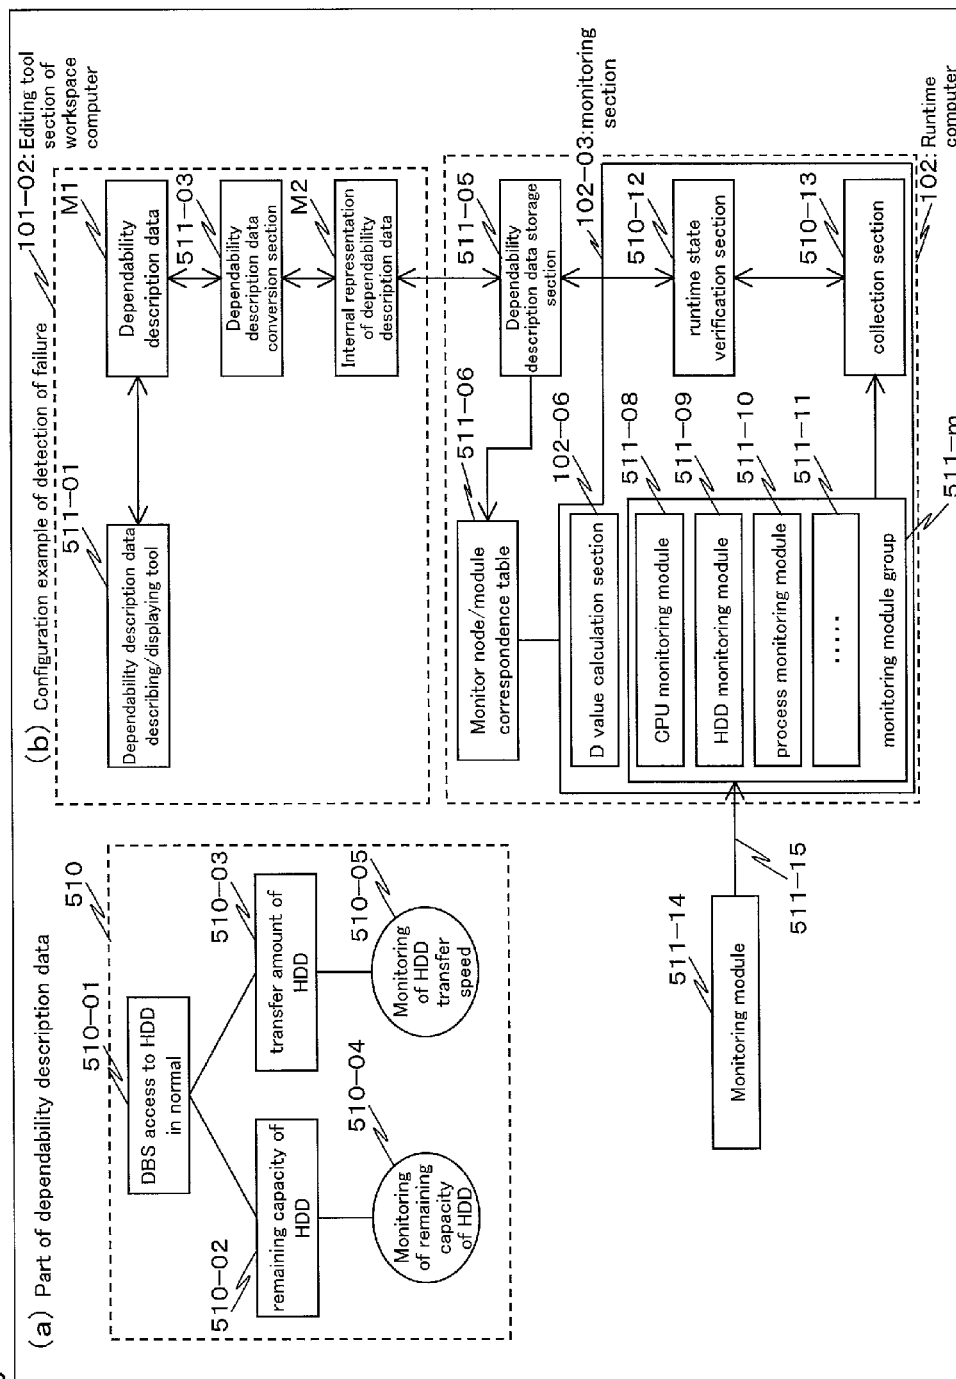 (a) Part of dependability description data
510
510-01
DBS access to HDD
in normal
510-02
remaining capacity of
HDD
510-03
transfer amount of
HDD
510-04
Monitoring
of remaining
capacity
of HDD
510-05
Monitoring
of HDD
transfer
speed
(b) Configuration example of detection of failure
101-02: Editing tool
section of
workspace
computer
511-01
Dependability description data
describing/displaying tool
M1
Dependability
description data
511-03
Dependability
description data
conversion section
M2
Internal representation
of dependability
description data
511-05
Dependability
description data storage
section
511-06
Monitor node/module
correspondence table
102-03:monitoring
section
102-06
D value calculation section
510-12
runtime state
verification section
510-13
collection section
511-08
CPU monitoring module
511-09
HDD monitoring module
511-10
process monitoring module
511-11
.....
monitoring module group
511-m
102: Runtime
computer
511-14
Monitoring module
511-15